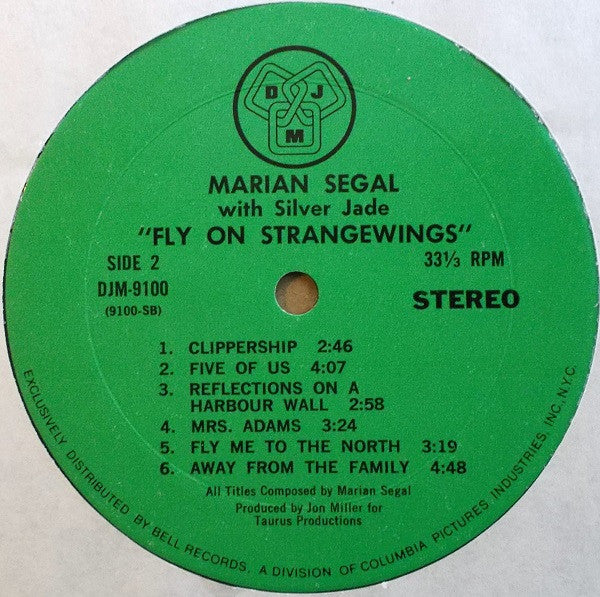 D J
M
MARIAN SEGAL
with Silver Jade
"FLY ON STRANGEWINGS"
SIDE 2
33⅓ RPM
DJM-9100
STEREO
(9100-SB)
1. CLIPPERSHIP 2:46
2. FIVE OF US 4:07
3. REFLECTIONS ON A
HARBOUR WALL 2:58
4. MRS. ADAMS 3:24
5. FLY ME TO THE NORTH 3:19
6. AWAY FROM THE FAMILY 4:48
All Titles Composed by Marian Segal
Produced by Jon Miller for
Taurus Productions
EXCLUSIVELY DISTRIBUTED BY BELL RECORDS, A DIVISION OF COLUMBIA PICTURES INDUSTRIES, INC., N.Y.C.